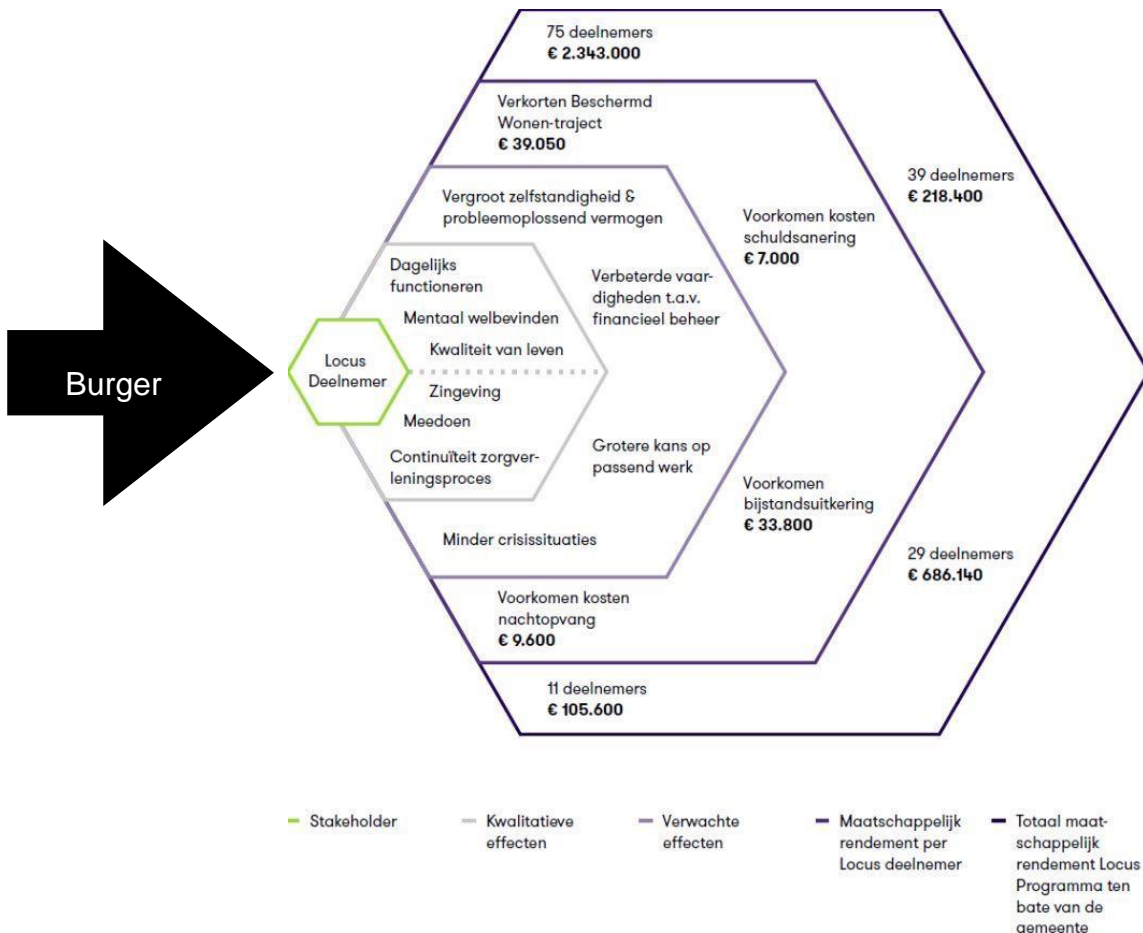 75 deelnemers
€ 2.343.000
Verkorten Beschermd
Wonen-traject
€ 39.050
39 deelnemers
€ 218.400
Vergroot zelfstandigheid &
probleemoplossend vermogen
Voorkomen kosten
schuldsanering
€ 7.000
Dagelijks
functioneren
Verbeterde vaar-
digheden t.a.v.
financieel beheer
Mentaal welbevinden
Kwaliteit van leven
Burger
Locus
Deelnemer
Zingeving
Meedoen
Continuïteit zorgver-
leningsproces
Grotere kans op
passend werk
Voorkomen
bijstandsuitkering
€ 33.800
Minder crisissituaties
29 deelnemers
€ 686.140
Voorkomen kosten
nachtopvang
€ 9.600
11 deelnemers
€ 105.600
Stakeholder
Kwalitatieve
effecten
Verwachte
effecten
Maatschappelijk
rendement per
Locus deelnemer
Totaal maat-
schappelijk
rendement Locus
Programma ten
bate van de
gemeente